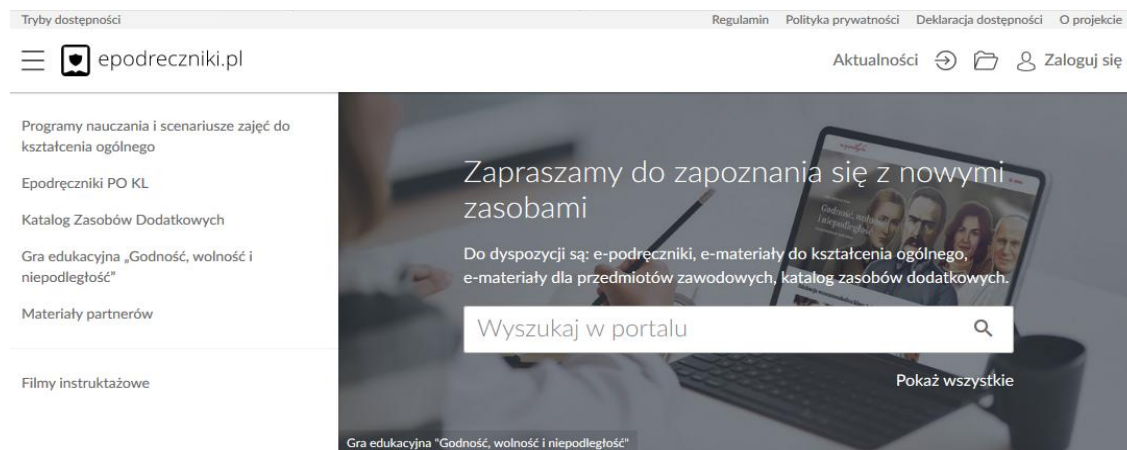 Tryby dostępności
Regulamin Polityka prywatności Deklaracja dostępności O projekcie
epodreczniki.pl
Aktualności Zaloguj się
Programy nauczania i scenariusze zajęć do
kształcenia ogólnego
Epodręczniki PO KL
Katalog Zasobów Dodatkowych
Gra edukacyjna „Godność, wolność i
niepodległość"
Materiały partnerów
Filmy instruktażowe
Zapraszamy do zapoznania się z nowymi
zasobami
Do dyspozycji są: e-podręczniki, e-materiały do kształcenia ogólnego,
e-materiały dla przedmiotów zawodowych, katalog zasobów dodatkowych.
Wyszukaj w portalu
Pokaż wszystkie
Godność, wolność
i niepodległość
Gra edukacyjna "Godność, wolność i niepodległość"